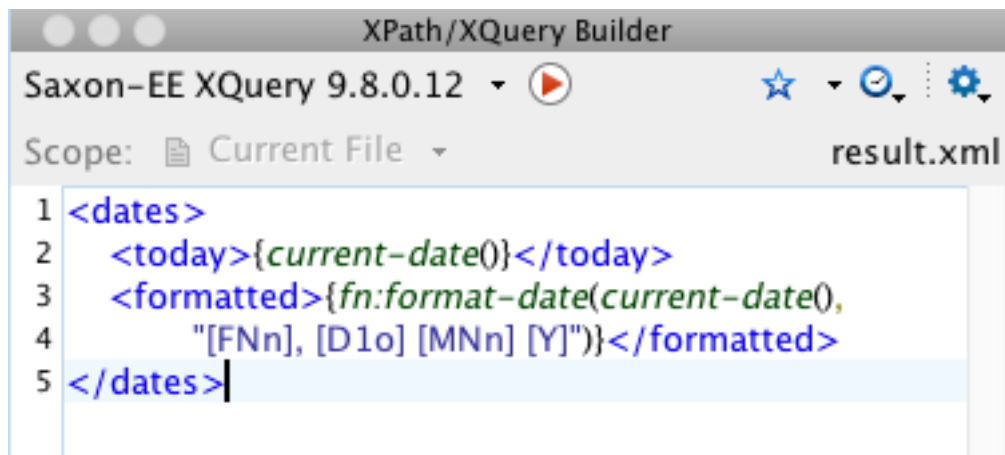 XPath/XQuery Builder
Saxon-EE XQuery 9.8.0.12
Scope: Current File result.xml
1 <dates>
2 <today>{current-date()}</today>
3 <formatted>{fn:format-date(current-date(),
4 "[FNn], [D1o] [MNn] [Y]")}</formatted>
5 </dates>